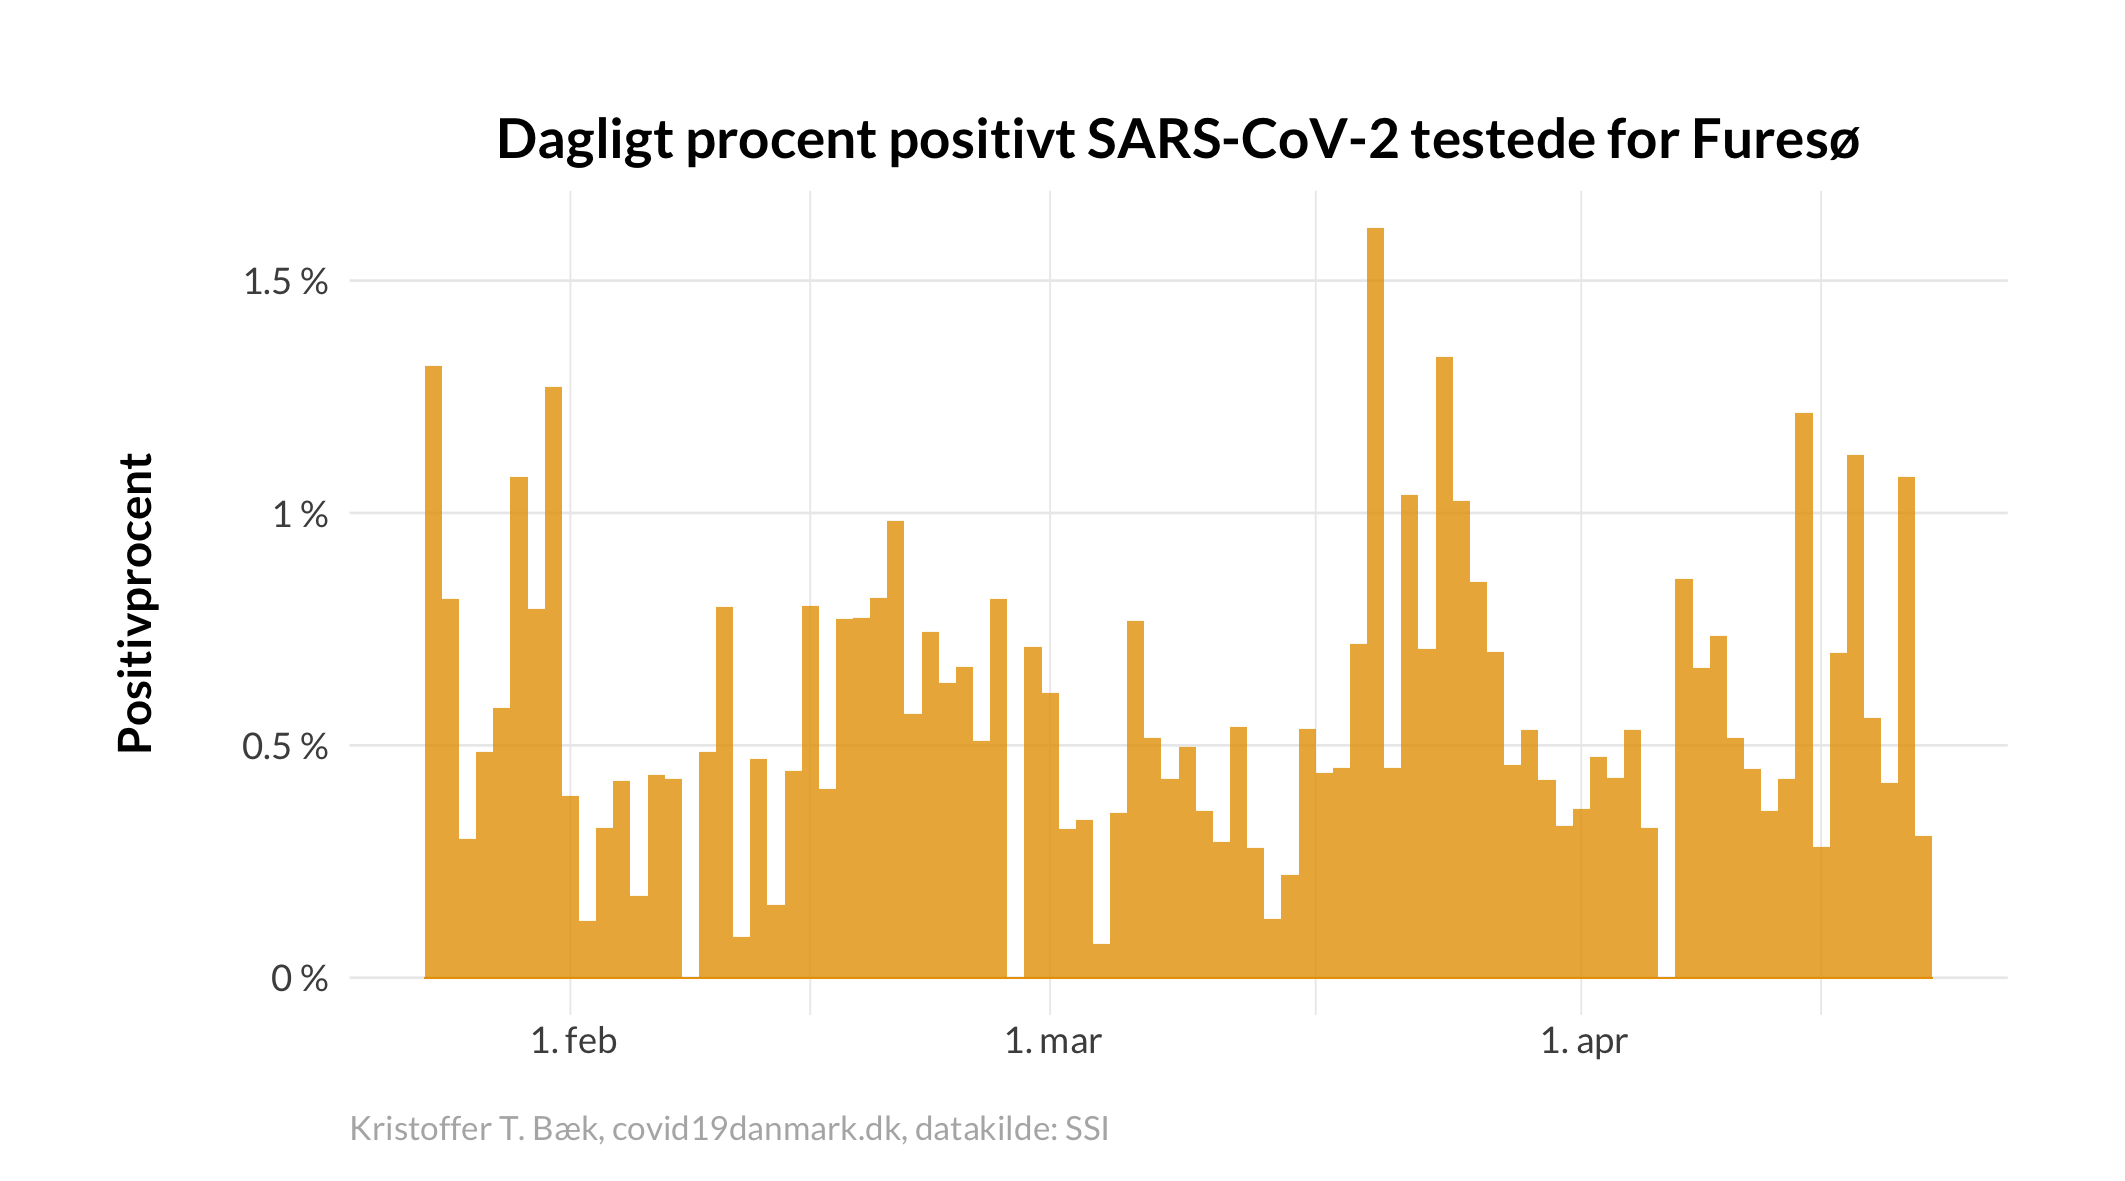 Dagligt procent positivt SARS-CoV-2 testede for Furesø
Positivprocent
1.5 %
1 %
0.5 %
0 %
1. feb
1. mar
1. apr
Kristoffer T. Bæk, covid19danmark.dk, datakilde: SSI